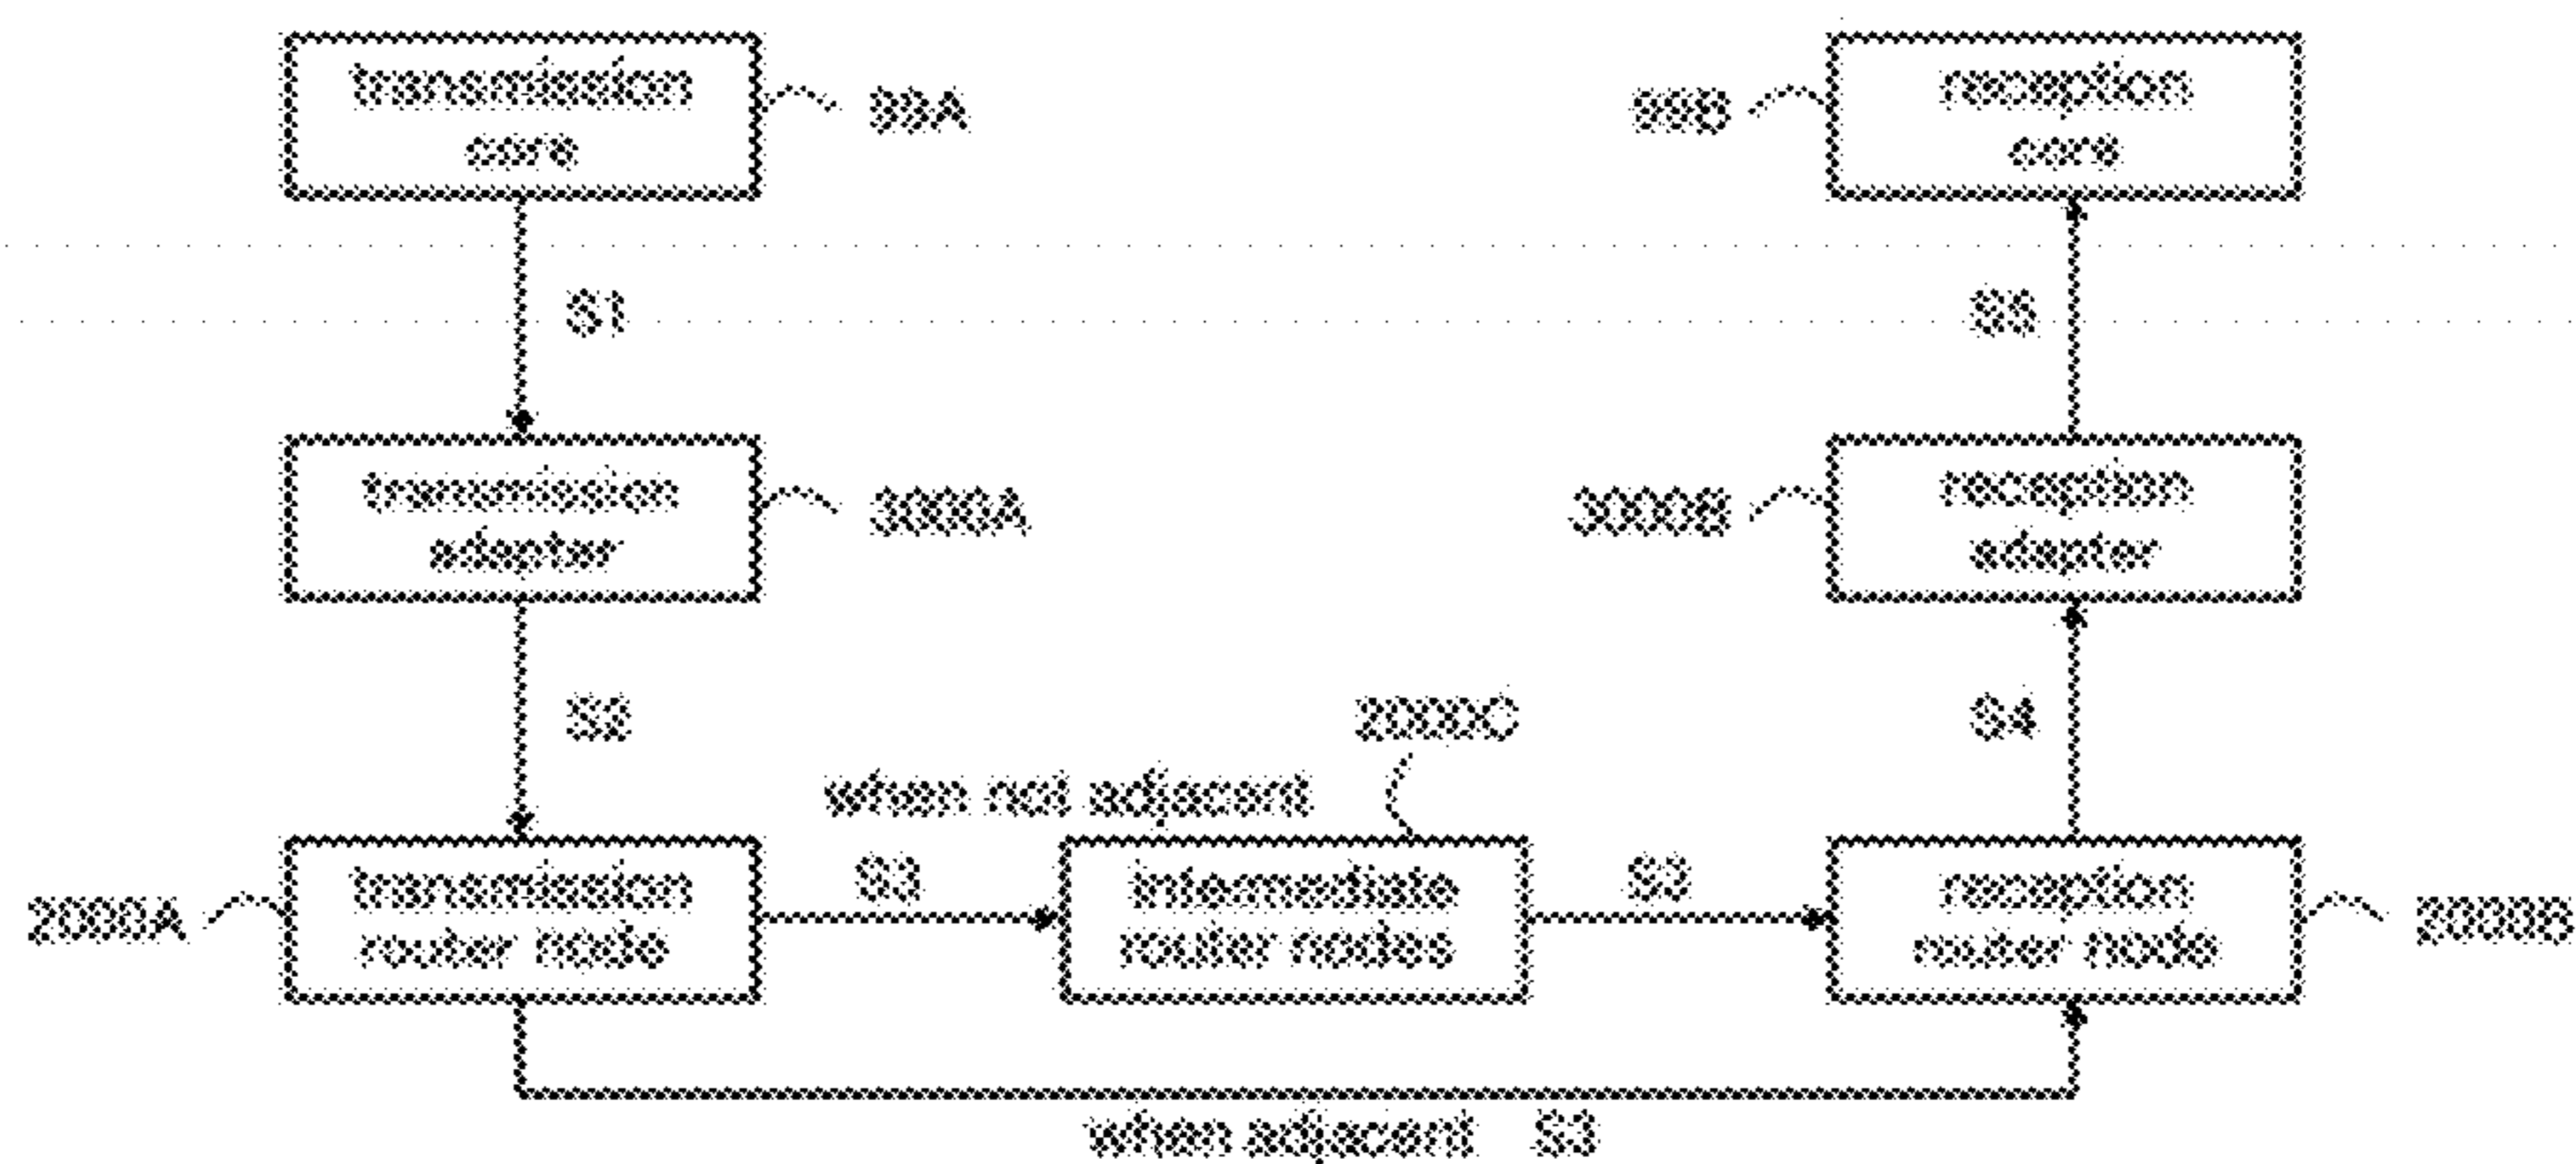 transmission
core
99A
99B
reception
core
S1
S5
transmission
adapter
3000A
3000B
reception
adapter
S2
2000C
S4
when not adjacent
2000A
transmission
router node
S3
intermediate
router nodes
S3
reception
router node
2000B
when adjacent S3